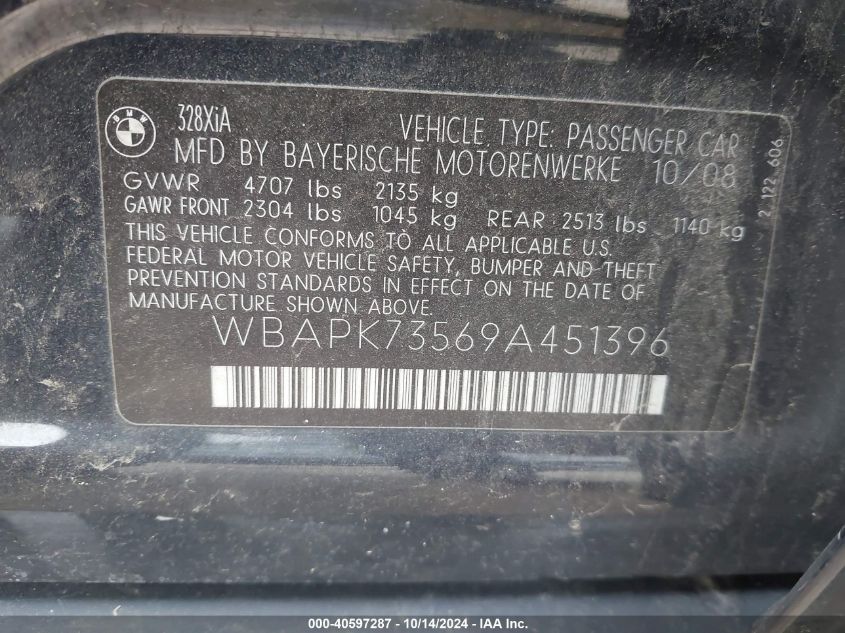 BMW
328XiA
VEHICLE TYPE: PASSENGER CAR
MFD BY BAYERISCHE MOTORENWERKE 10/08
GVWR 4707 lbs 2135 kg
GAWR FRONT 2304 lbs 1045 kg REAR: 2513 lbs 1140 kg
THIS VEHICLE CONFORMS TO ALL APPLICABLE U.S.
FEDERAL MOTOR VEHICLE SAFETY, BUMPER AND THEFT
PREVENTION STANDARDS IN EFFECT ON THE DATE OF
MANUFACTURE SHOWN ABOVE.
WBAPK73569A451396
2 122 606
000-40597287 - 10/14/2024 - IAA Inc.